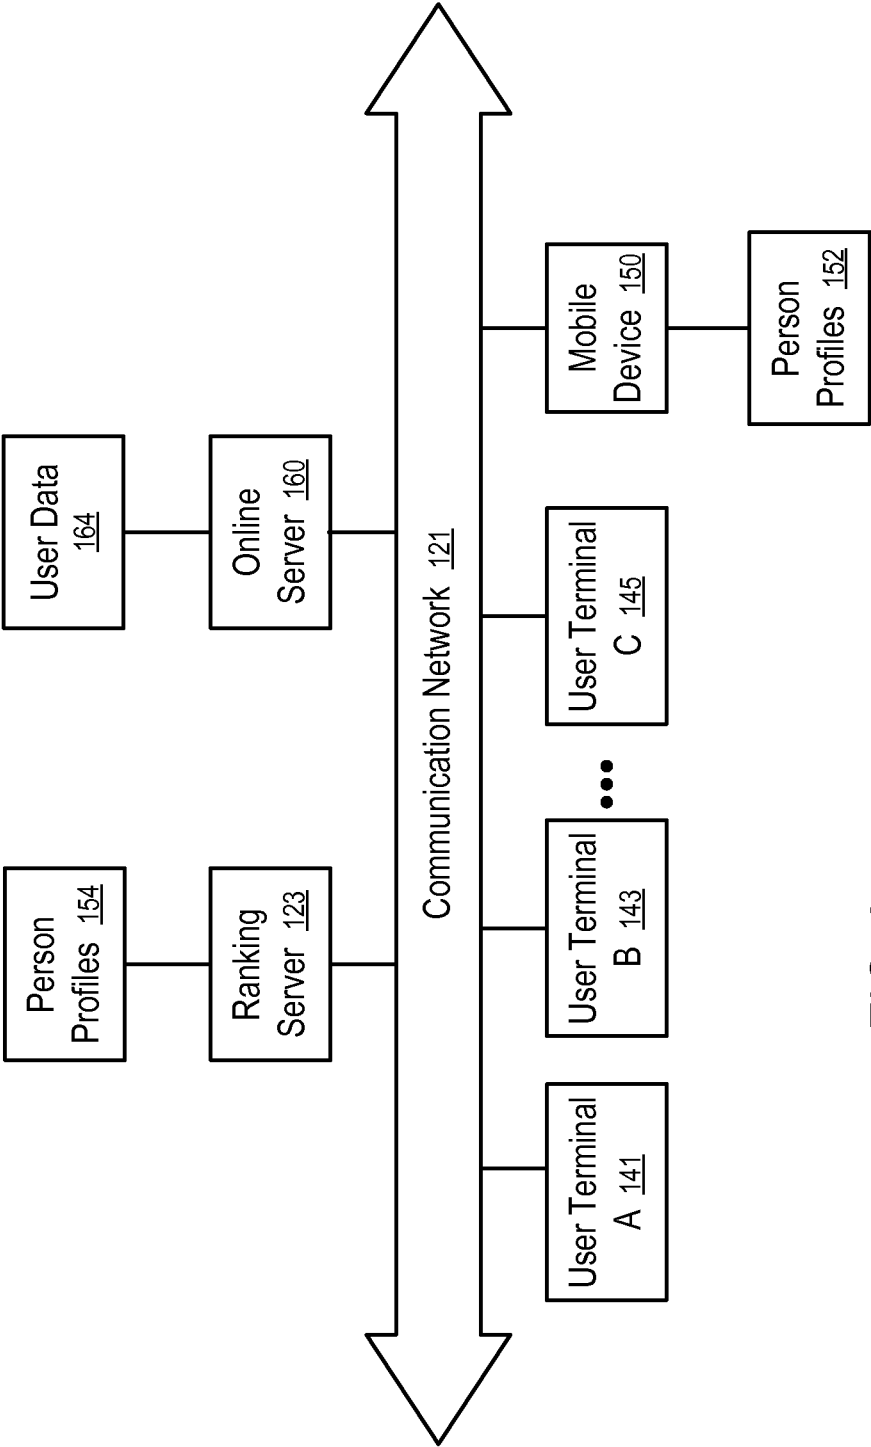 Person
Profiles 154
User Data
164
Ranking
Server 123
Online
Server 160
Communication Network 121
User Terminal
A 141
User Terminal
B 143
User Terminal
C 145
Mobile
Device 150
Person
Profiles 152